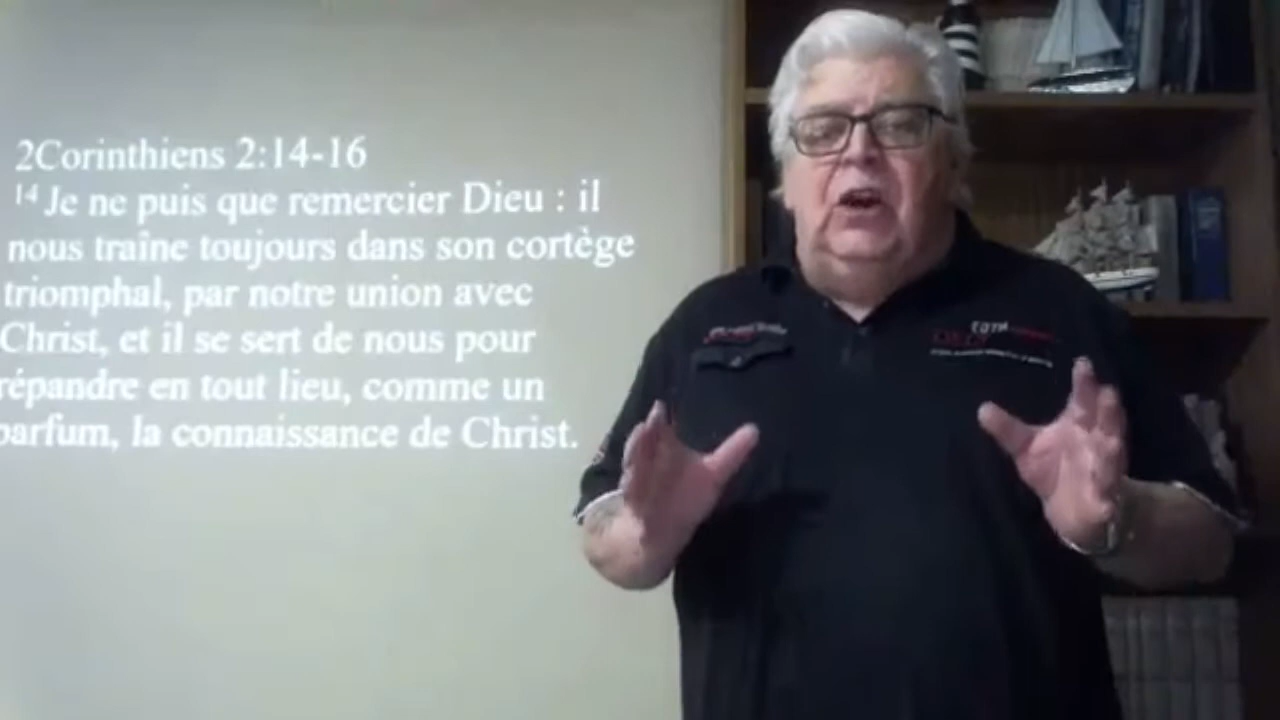 2Corinthiens 2:14-16
14 Je ne puis que remercier Dieu : il
nous traîne toujours dans son cortège
triomphal, par notre union avec
Christ, et il se sert de nous pour
répandre en tout lieu, comme un
parfum, la connaissance de Christ.